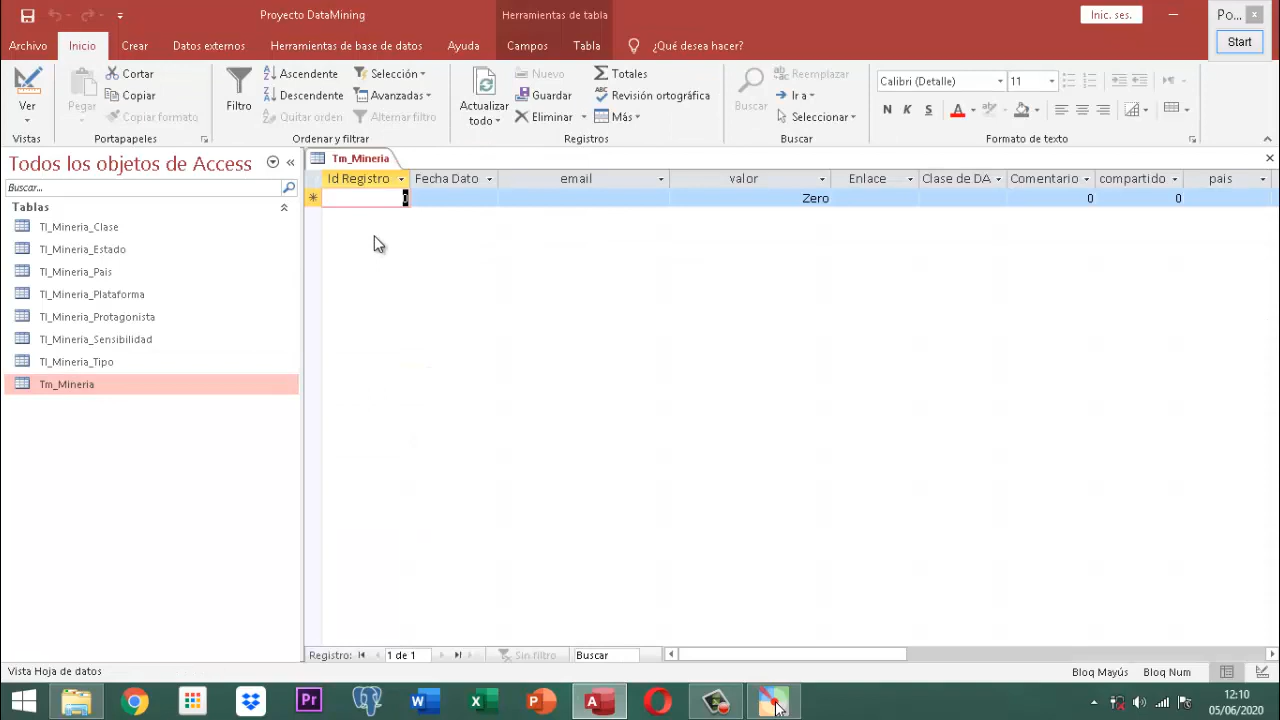 Proyecto DataMining
Herramientas de tabla
Inic. ses.
Po...
Start
Archivo
Inicio
Crear
Datos externos
Herramientas de base de datos
Ayuda
Campos
Tabla
¿Qué desea hacer?
Ver
Pegar
Cortar
Copiar
Copiar formato
Filtro
Ascendente
Descendente
Quitar orden
Selección
Avanzadas
Alternar filtro
Actualizar
todo
Nuevo
Guardar
Eliminar
Totales
Revisión ortográfica
Más
Buscar
Reemplazar
Ir a
Seleccionar
Calibri (Detalle)
11
N K S
Vistas
Portapapeles
Ordenar y filtrar
Registros
Buscar
Formato de texto
Todos los objetos de Access
Buscar...
Tablas
Tl_Mineria_Clase
Tl_Mineria_Estado
Tl_Mineria_Pais
Tl_Mineria_Plataforma
Tl_Mineria_Protagonista
Tl_Mineria_Sensibilidad
Tl_Mineria_Tipo
Tm_Mineria
Tm_Mineria
Id Registro
Fecha Dato
email
valor
Enlace
Clase de DA
Comentario
compartido
pais
0
Zero
0
0
Registro:
1 de 1
Sin filtro
Buscar
Vista Hoja de datos
Bloq Mayús
Bloq Num
12:10
05/06/2020